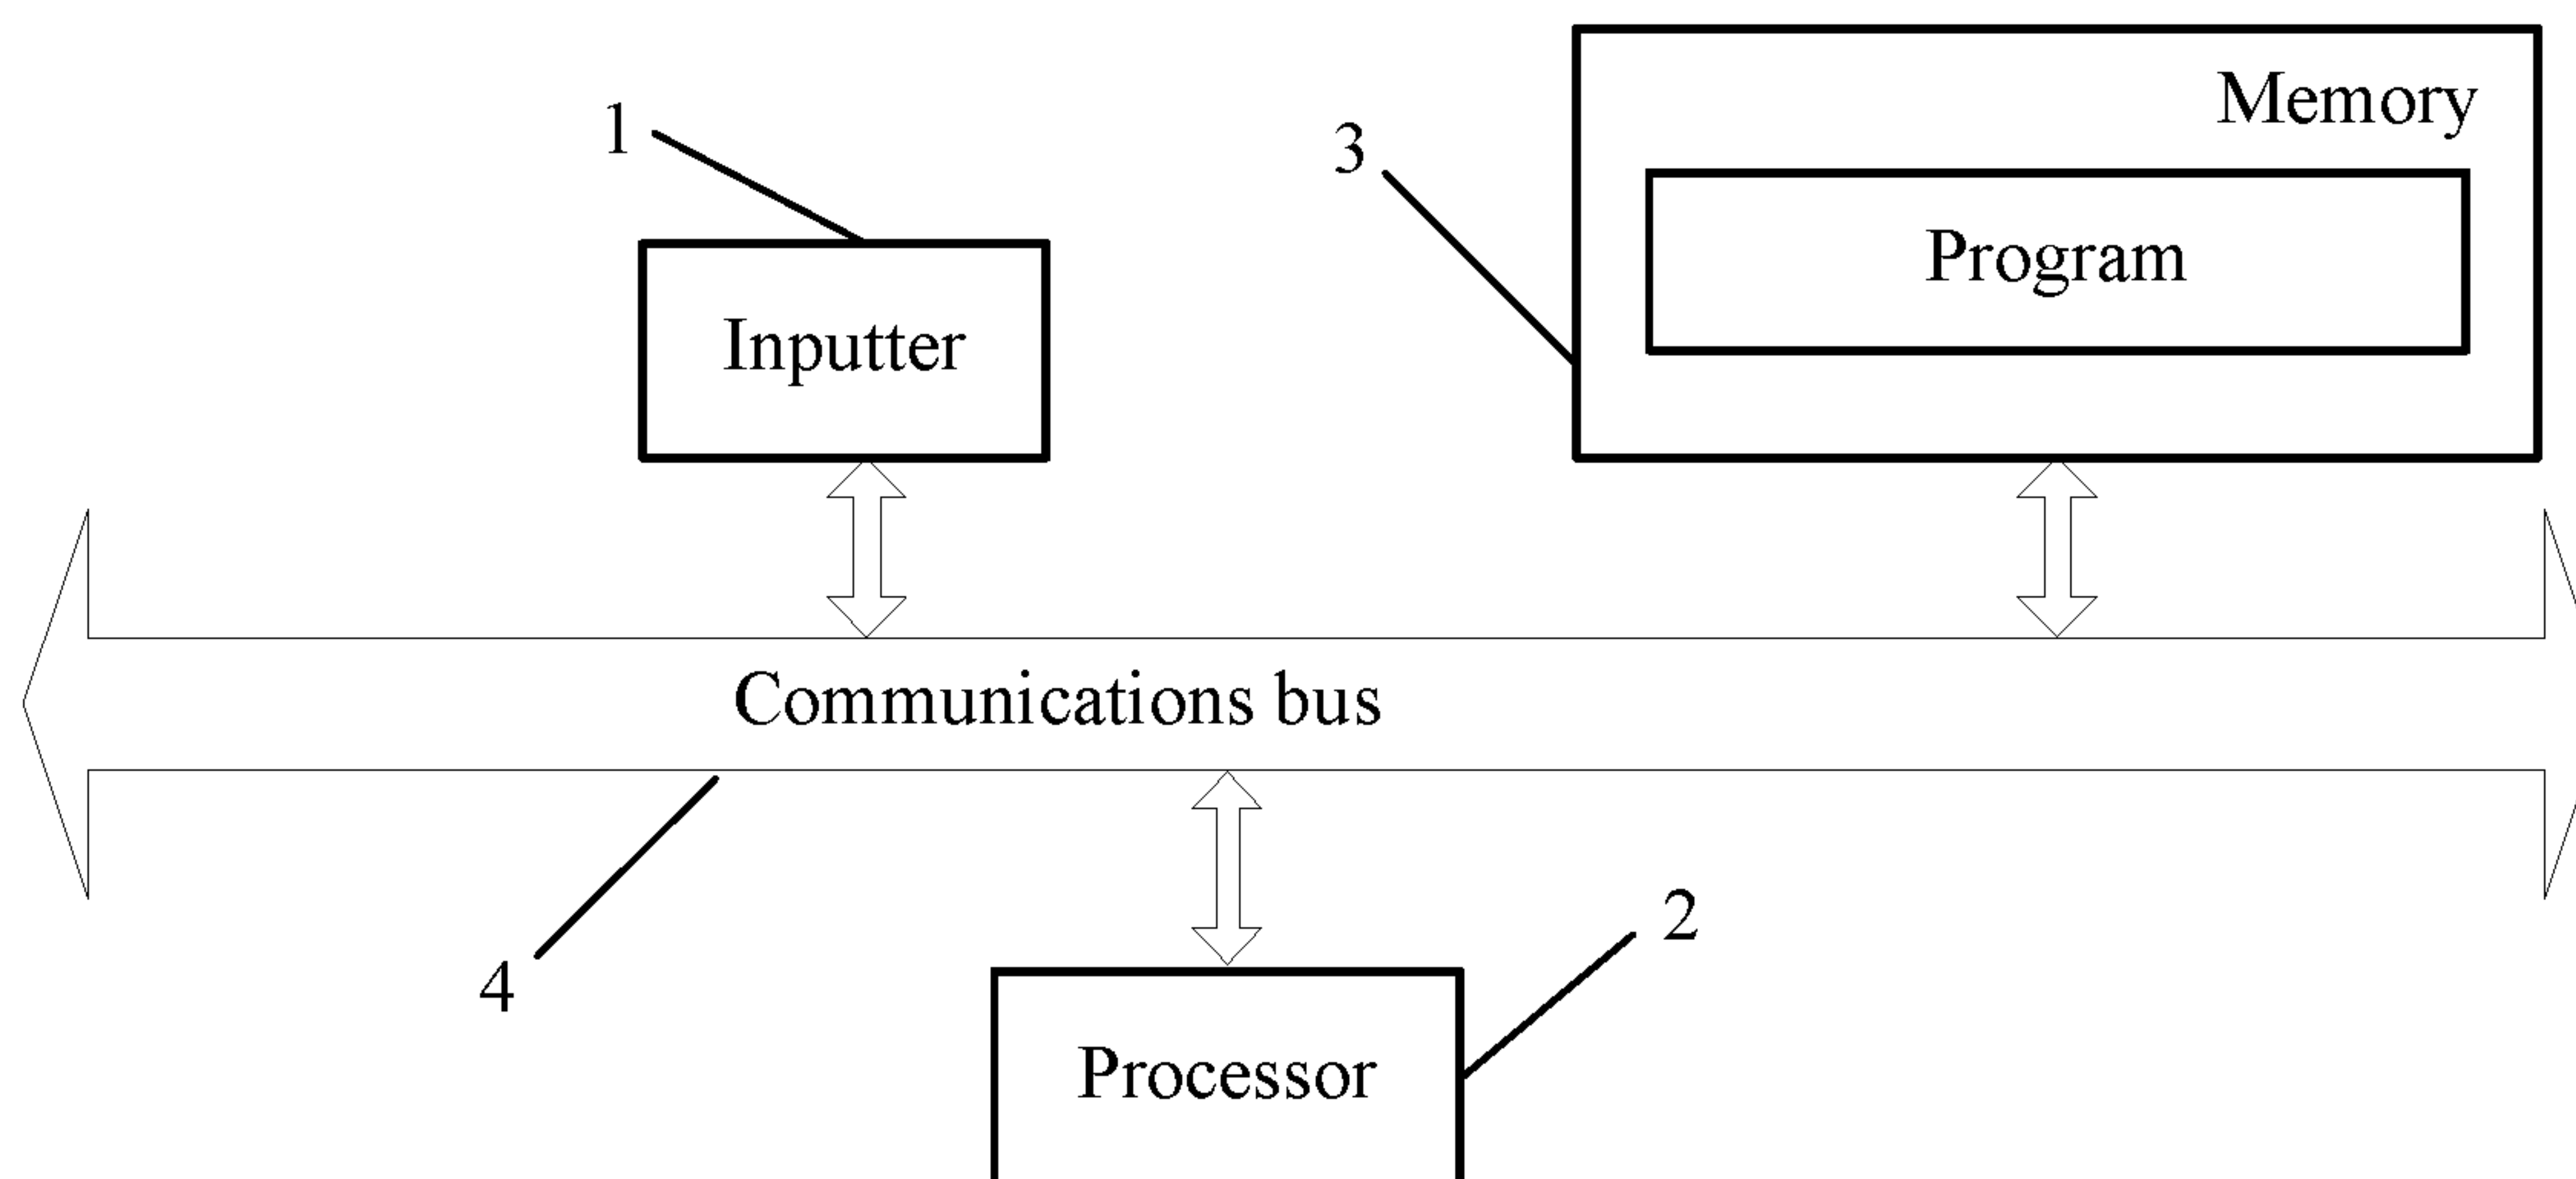 Memory
1
3
Program
Inputter
Communications bus
2
4
Processor